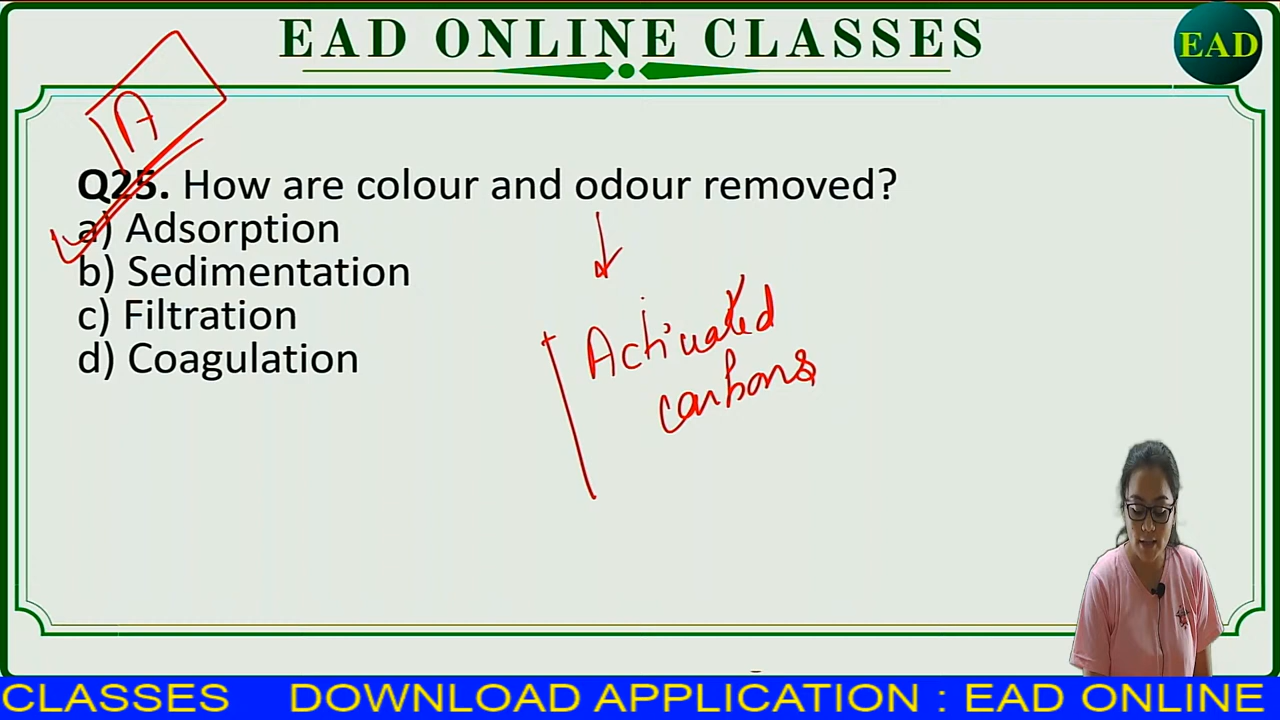 EAD ONLINE CLASSES
EAD
A
Q25. How are colour and odour removed?
a) Adsorption
b) Sedimentation
c) Filtration
d) Coagulation
Activated
carbons
CLASSES DOWNLOAD APPLICATION : EAD ONLINE